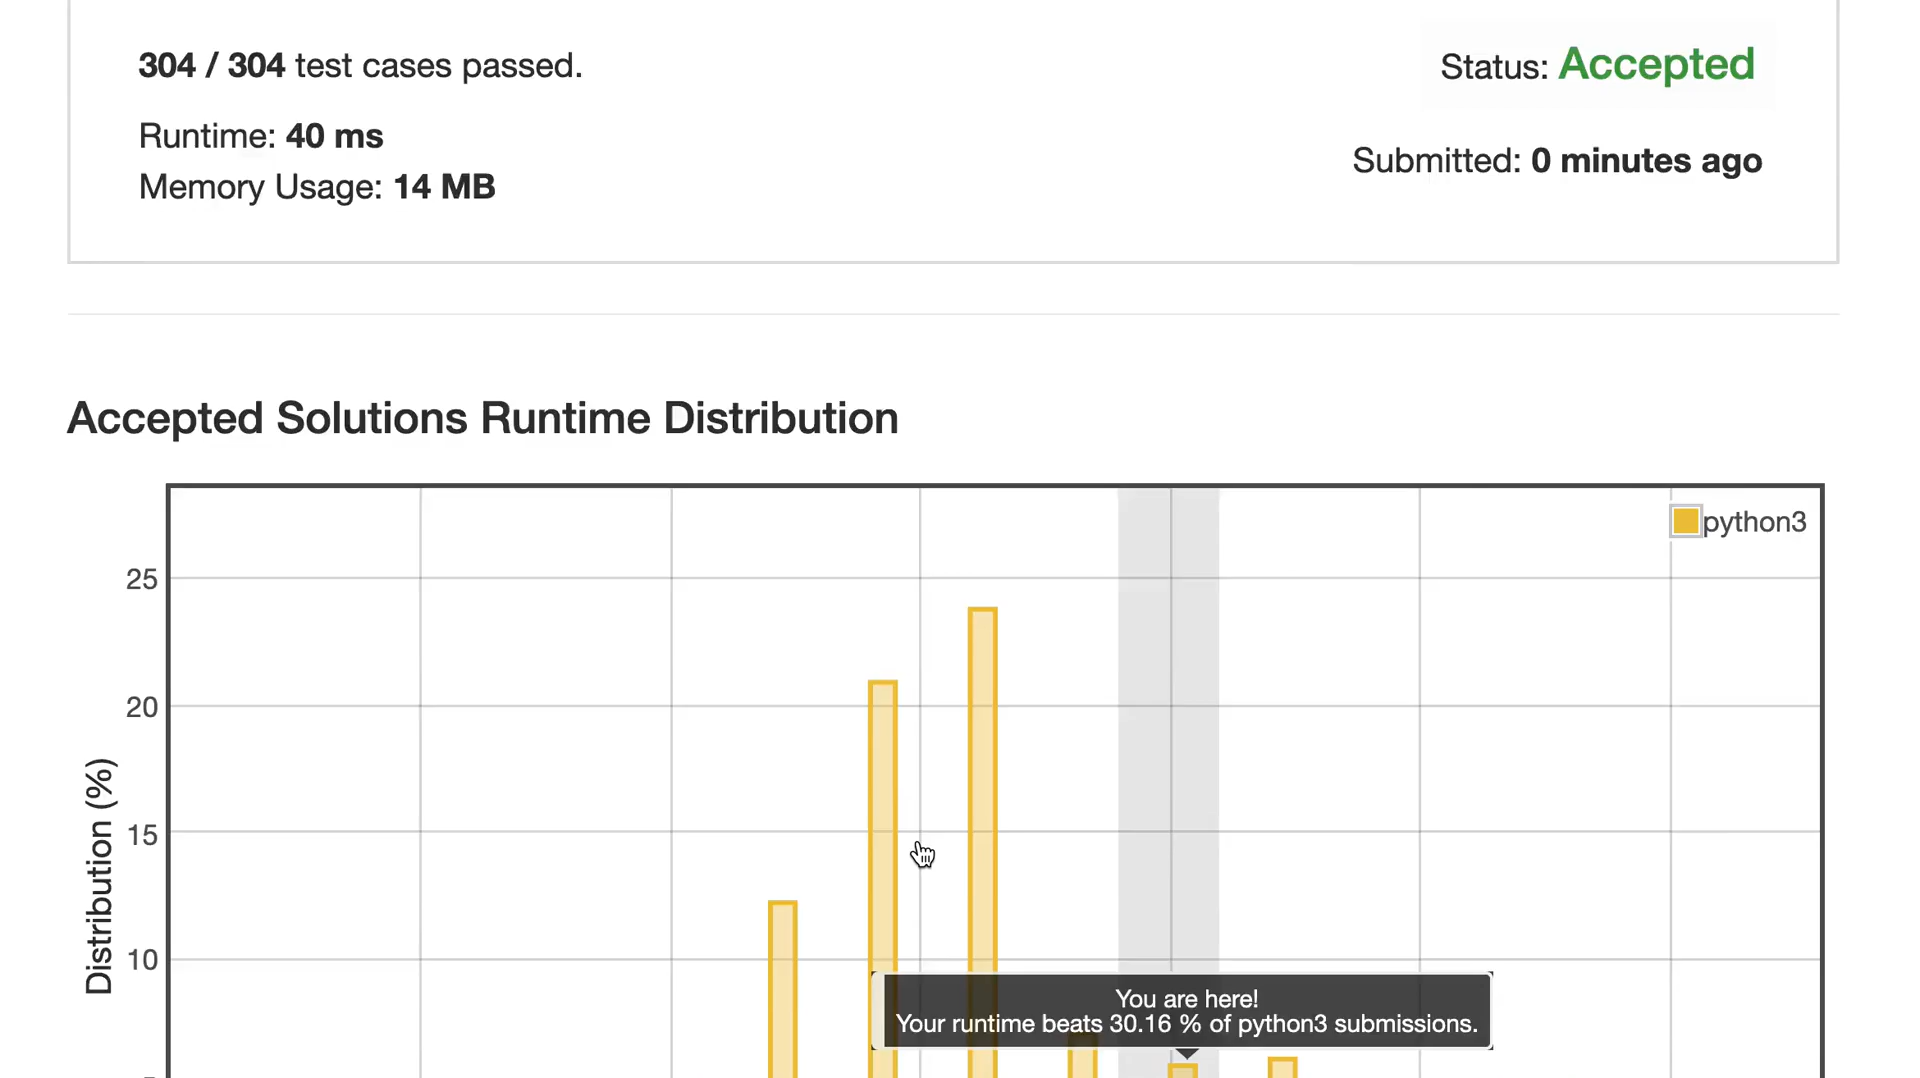 304 / 304 test cases passed.
Status: Accepted
Runtime: 40 ms
Submitted: 0 minutes ago
Memory Usage: 14 MB
Accepted Solutions Runtime Distribution
python3
25
20
15
10
Distribution (%)
You are here!
Your runtime beats 30.16 % of python3 submissions.